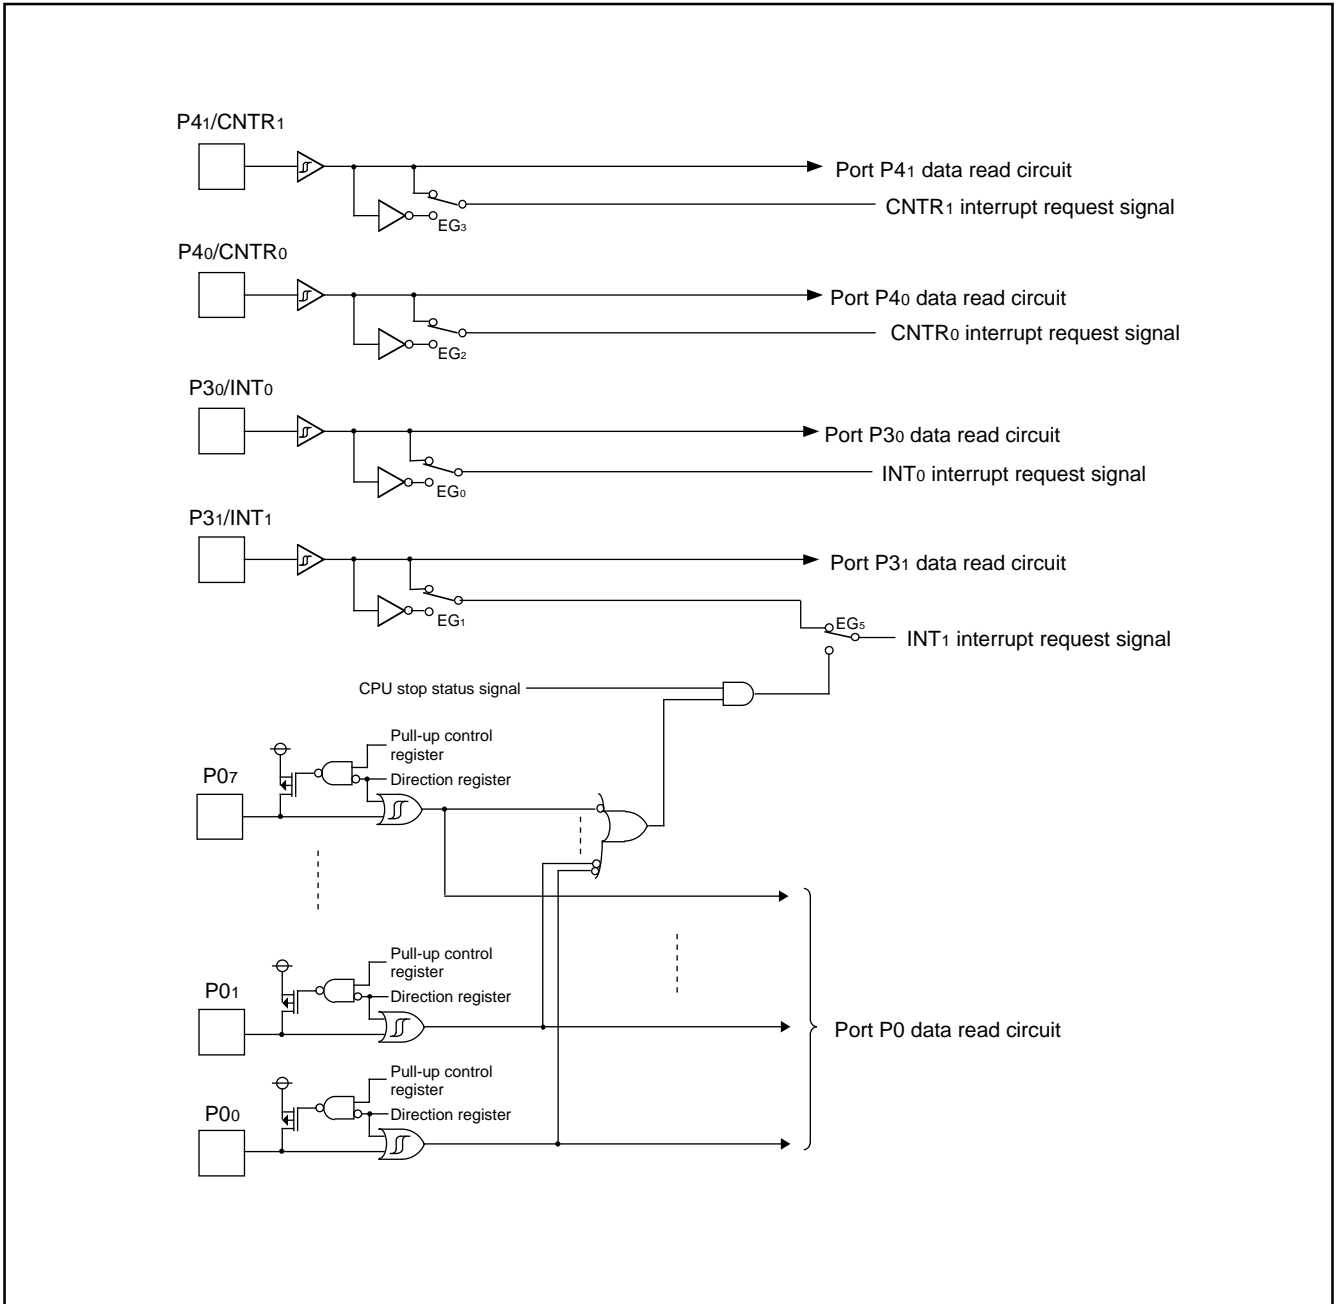 P41/CNTR1
Port P41 data read circuit
CNTR1 interrupt request signal
EG3
P40/CNTR0
Port P40 data read circuit
CNTR0 interrupt request signal
EG2
P30/INT0
Port P30 data read circuit
INT0 interrupt request signal
EG0
P31/INT1
Port P31 data read circuit
EG1
EG5
INT1 interrupt request signal
CPU stop status signal
Pull-up control
register
P07
Direction register
Pull-up control
register
P01
Direction register
Port P0 data read circuit
Pull-up control
register
P00
Direction register